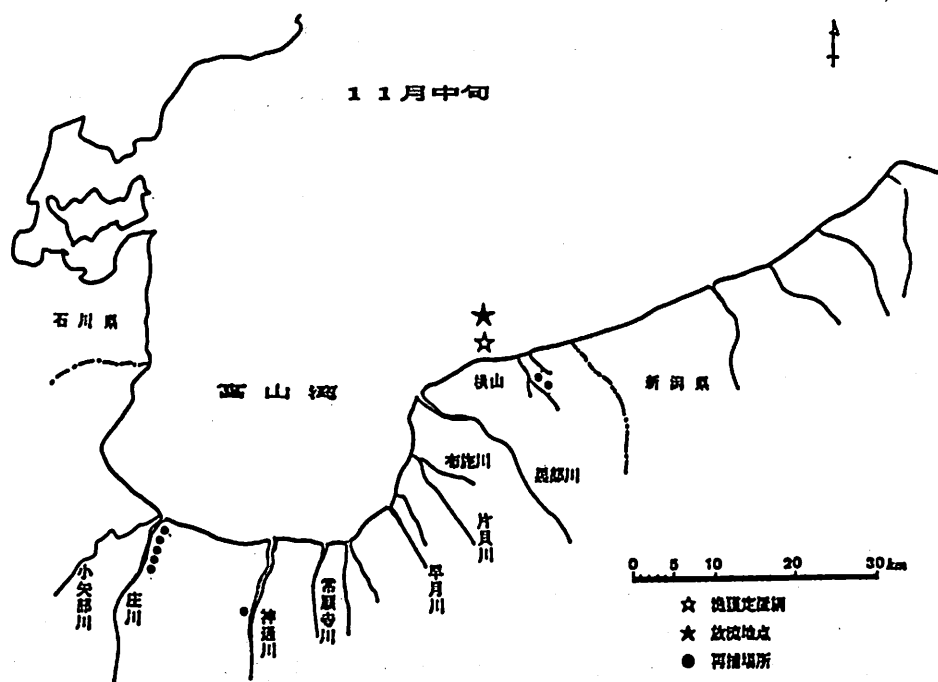 11月中旬
石川県
富山湾
横山
新潟県
布施川
黒部川
片貝川
早月川
常願寺川
神通川
庄川
小矢部川
0 5 10 20 30 km
☆ 漁獲定置網
★ 放流地点
● 再捕場所